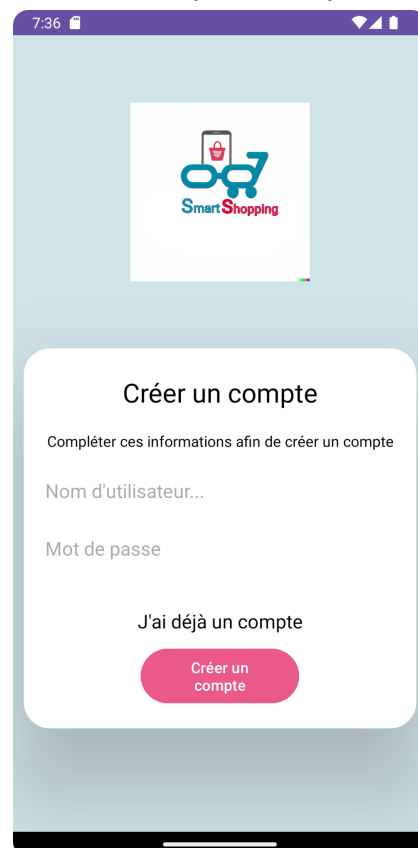 7:36
Smart Shopping
Créer un compte
Compléter ces informations afin de créer un compte
Nom d'utilisateur...
Mot de passe
J'ai déjà un compte
Créer un
compte